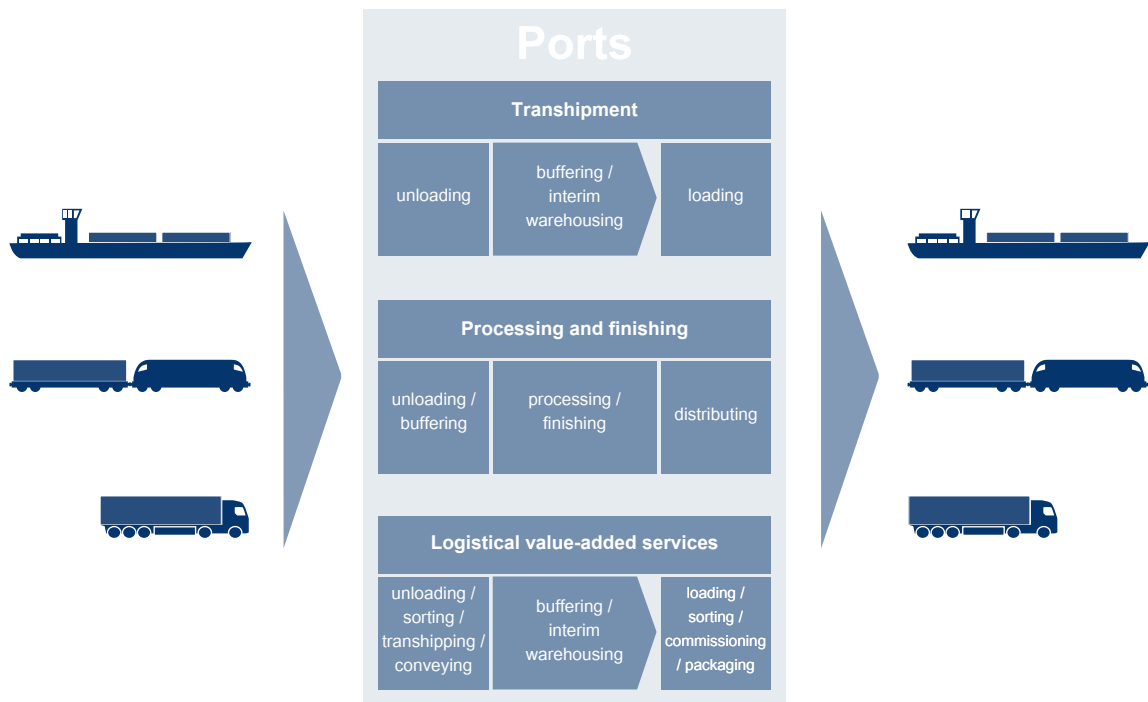 Ports
Transhipment
unloading
buffering /
interim
warehousing
loading
Processing and finishing
unloading /
buffering
processing /
finishing
distributing
Logistical value-added services
unloading /
sorting /
transhipping /
conveying
buffering /
interim
warehousing
loading /
sorting /
commissioning
/ packaging